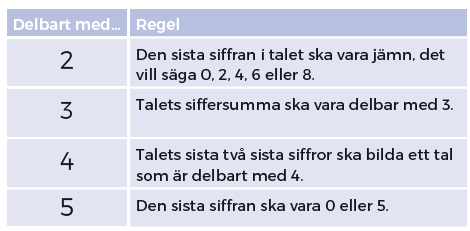 Delbart med... Regel
2 Den sista siffran i talet ska vara jämn, det
vill säga 0, 2, 4, 6 eller 8.
3 Talets siffersumma ska vara delbar med 3.
4 Talets sista två sista siffror ska bilda ett tal
som är delbart med 4.
5 Den sista siffran ska vara 0 eller 5.